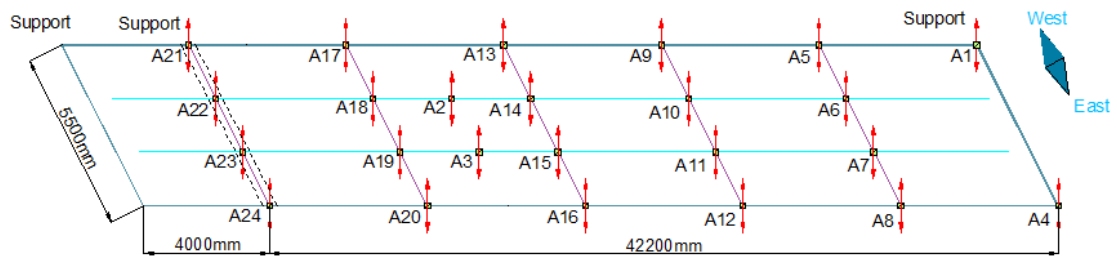 Support
Support
Support
West
A21
A17
A13
A9
A5
A1
East
A22
A18
A2
A14
A10
A6
5500mm
A23
A19
A3
A15
A11
A7
A24
A20
A16
A12
A8
A4
4000mm
42200mm